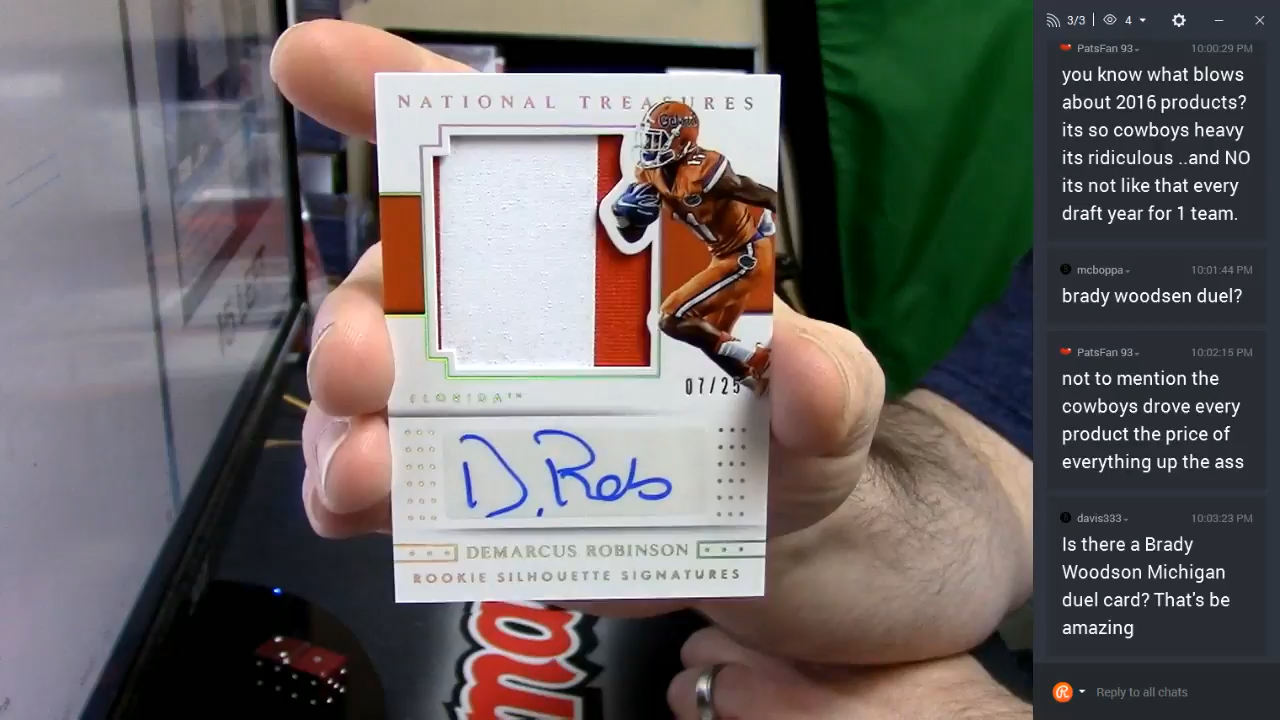 NATIONAL TREASURES
Gators
11
07/25
FLORIDA™
D. Rob
DEMARCUS ROBINSON
ROOKIE SILHOUETTE SIGNATURES
ma
3/3
4
PatsFan 93
10:00:29 PM
you know what blows
about 2016 products?
its so cowboys heavy
its ridiculous ..and NO
its not like that every
draft year for 1 team.
mcboppa
10:01:44 PM
brady woodsen duel?
PatsFan 93
10:02:15 PM
not to mention the
cowboys drove every
product the price of
everything up the ass
davis333
10:03:23 PM
Is there a Brady
Woodson Michigan
duel card? That's be
amazing
Reply to all chats